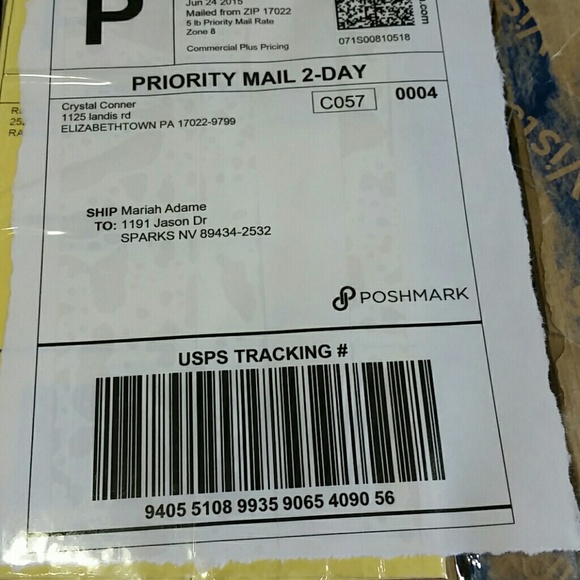 P
Jun 24 2015
Mailed from ZIP 17022
5 lb Priority Mail Rate
Zone 8
Commercial Plus Pricing
071S00810518
PRIORITY MAIL 2-DAY
Crystal Conner
1125 landis rd
ELIZABETHTOWN PA 17022-9799
C057
0004
SHIP TO:
Mariah Adame
1191 Jason Dr
SPARKS NV 89434-2532
POSHMARK
USPS TRACKING #
9405 5108 9935 9065 4090 56